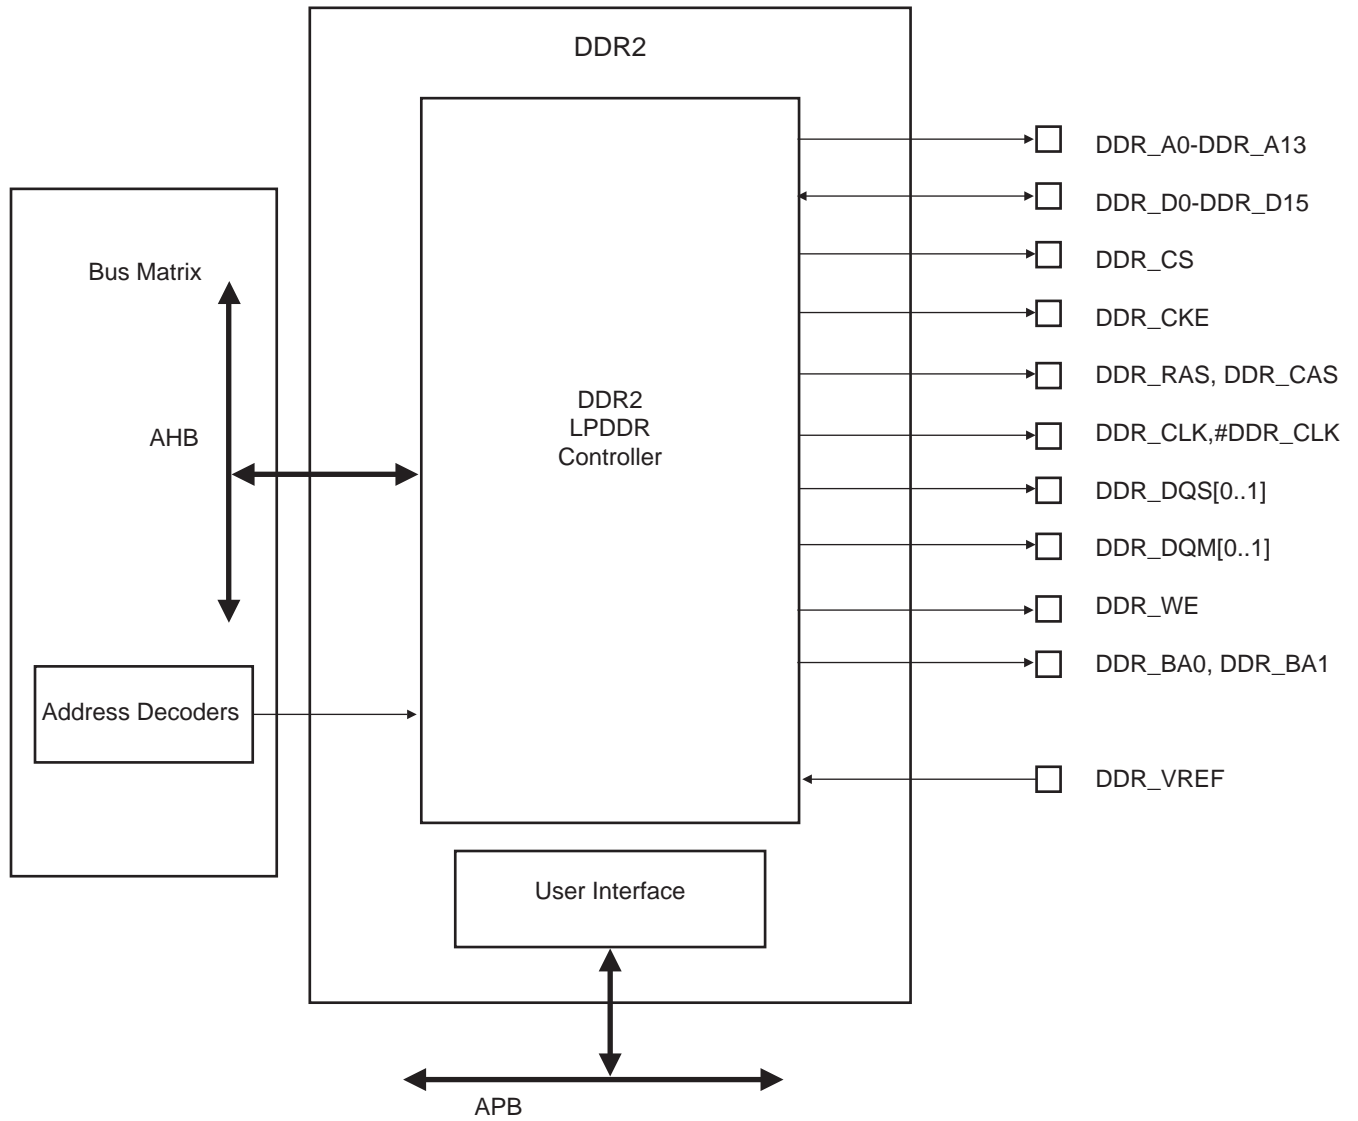 DDR2
Bus Matrix
AHB
Address Decoders
DDR2
LPDDR
Controller
User Interface
APB
DDR_A0-DDR_A13
DDR_D0-DDR_D15
DDR_CS
DDR_CKE
DDR_RAS, DDR_CAS
DDR_CLK,#DDR_CLK
DDR_DQS[0..1]
DDR_DQM[0..1]
DDR_WE
DDR_BA0, DDR_BA1
DDR_VREF